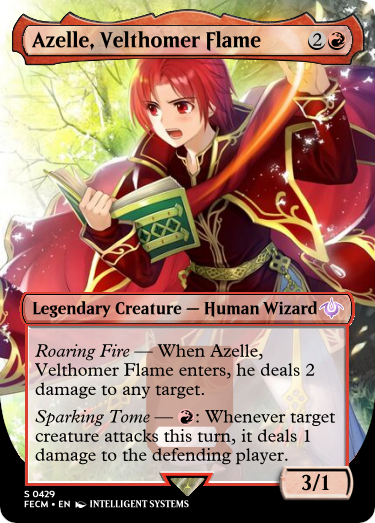 Azelle, Velthomer Flame 2
Legendary Creature — Human Wizard
Roaring Fire — When Azelle,
Velthomer Flame enters, he deals 2
damage to any target.
Sparking Tome — : Whenever target
creature attacks this turn, it deals 1
damage to the defending player.
3/1
S 0429
FECM • EN INTELLIGENT SYSTEMS